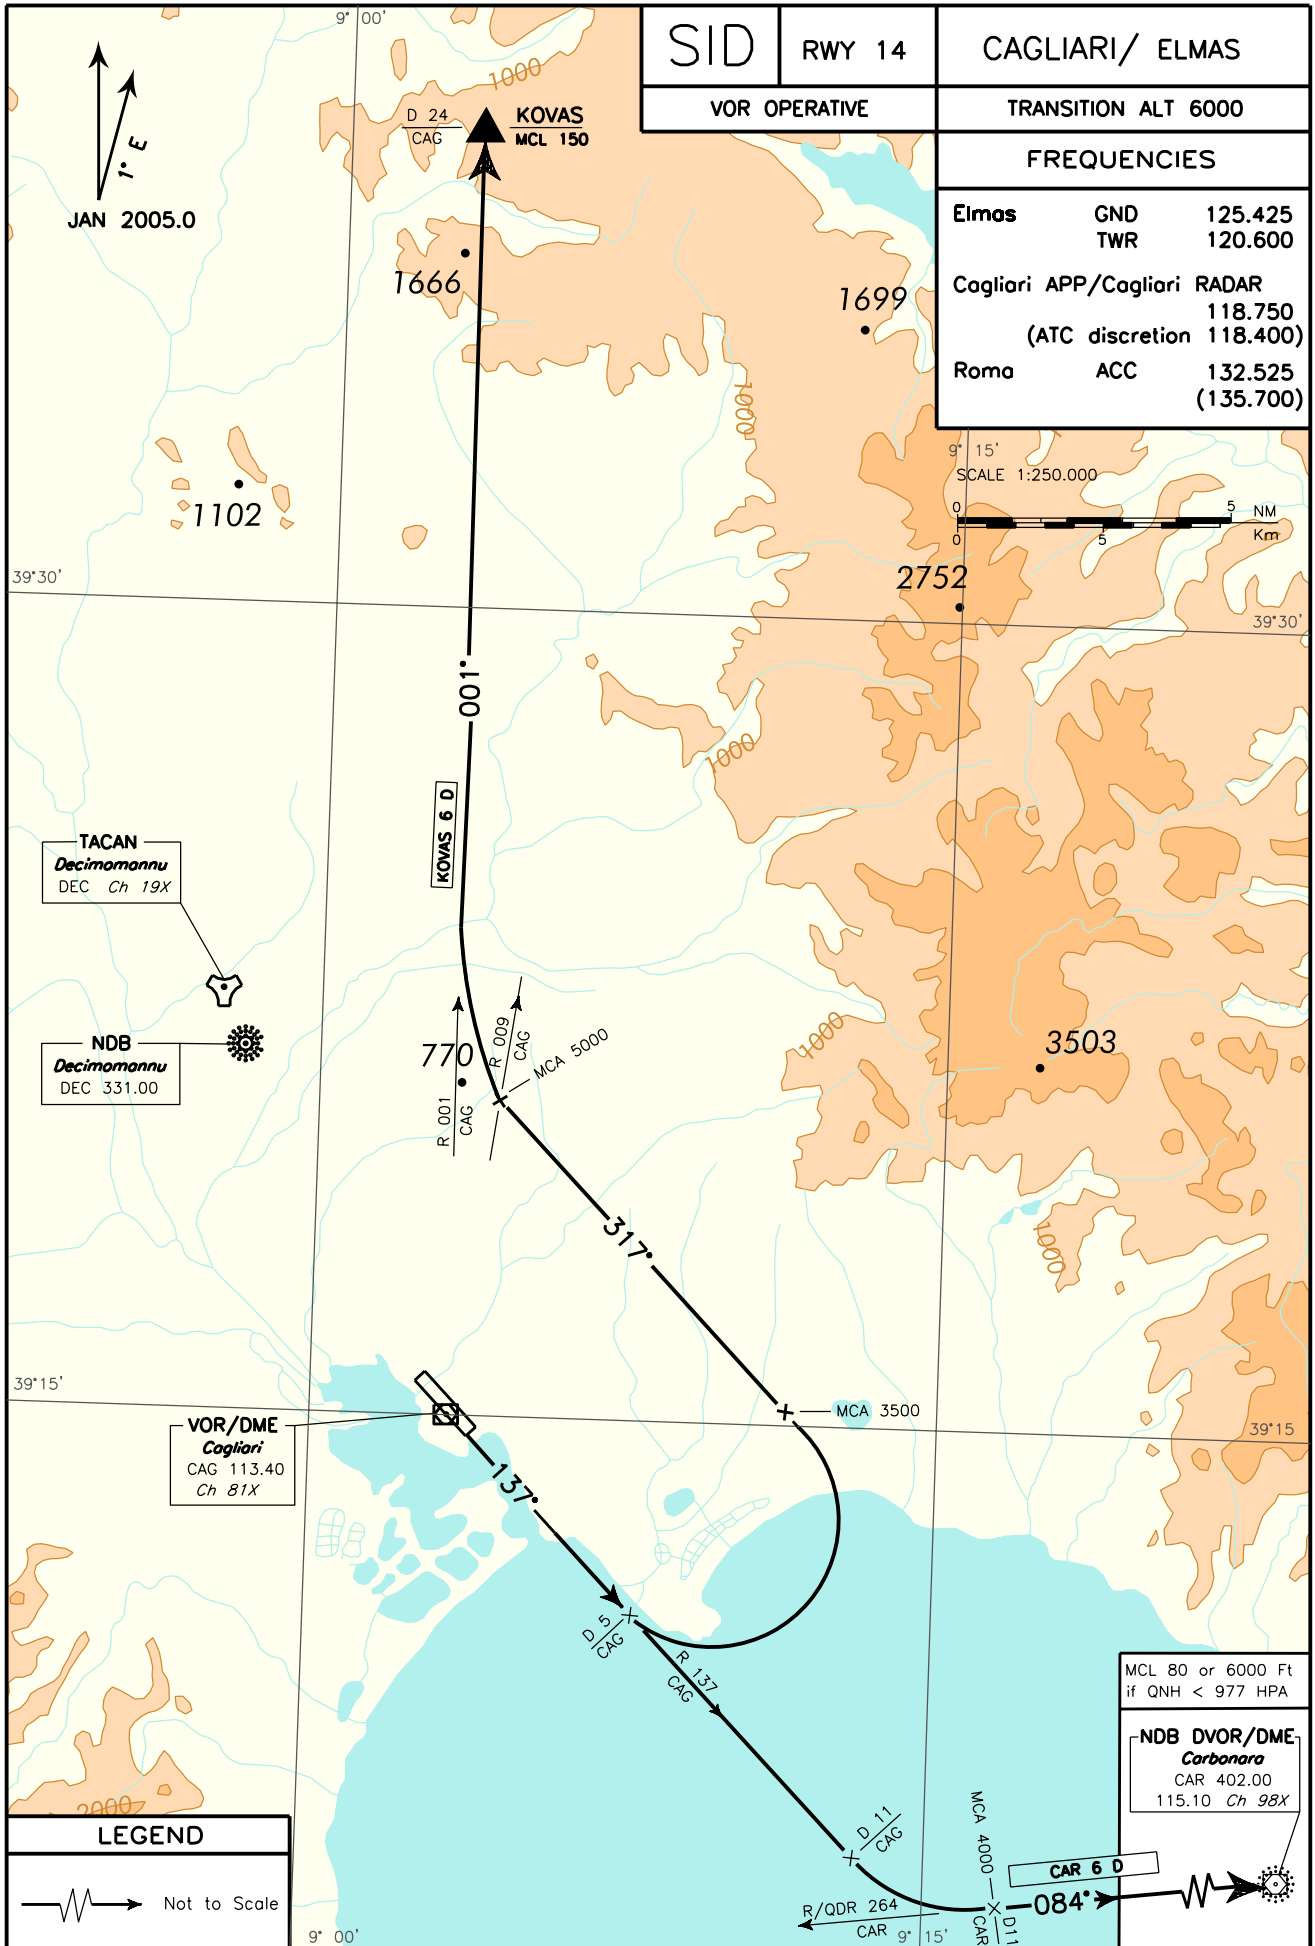 9° 00'
SID
RWY 14
CAGLIARI/ ELMAS
VOR OPERATIVE
TRANSITION ALT 6000
FREQUENCIES
Elmas GND 125.425
TWR 120.600
Cagliari APP/Cagliari RADAR
118.750
(ATC discretion 118.400)
Roma ACC 132.525
(135.700)
1° E
JAN 2005.0
1000
D 24
CAG
KOVAS
MCL 150
1666
1699
1000
1102
9° 15'
SCALE 1:250.000
0 5 NM
0 5 Km
39°30'
2752
39°30'
001°
1000
KOVAS 6 D
TACAN
Decimomannu
DEC Ch 19X
NDB
Decimomannu
DEC 331.00
770
R 001
CAG
R 009
CAG
MCA 5000
1000
3503
317°
1000
39°15'
MCA 3500
39°15
VOR/DME
Cagliari
CAG 113.40
Ch 81X
137°
D 5
CAG
R 137
CAG
MCL 80 or 6000 Ft
if QNH < 977 HPA
NDB DVOR/DME
Carbonara
CAR 402.00
115.10 Ch 98X
2000
LEGEND
Not to Scale
D 11
CAG
MCA 4000
CAR 6 D
084°
R/QDR 264
CAR
D11
CAR
9° 00'
9° 15'